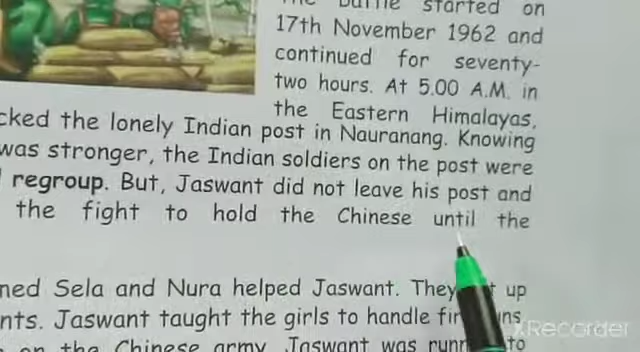 The battle started on
17th November 1962 and
continued for seventy-
two hours. At 5.00 A.M. in
the Eastern Himalayas,
cked the lonely Indian post in Nauranang. Knowing
was stronger, the Indian soldiers on the post were
regroup. But, Jaswant did not leave his post and
the fight to hold the Chinese until the
ned Sela and Nura helped Jaswant. They up
nts. Jaswant taught the girls to handle
on the Chinese army. Jaswant was to
XRecorder